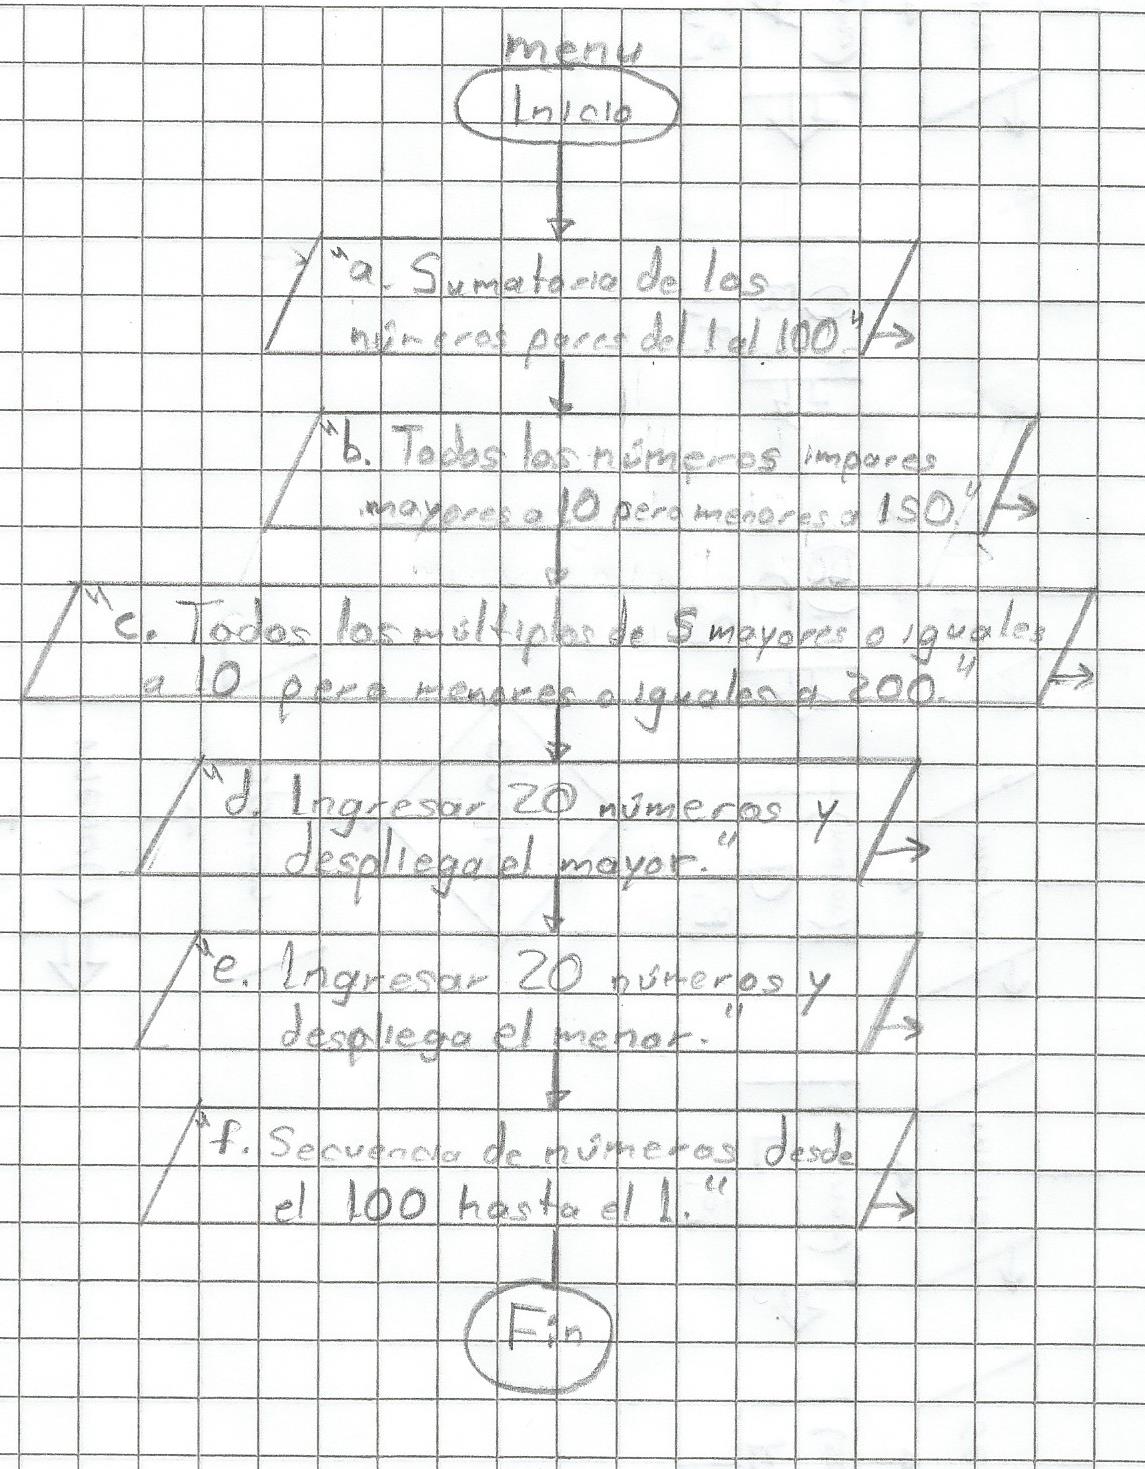 menu
Inicio
"a. Sumatoria de los
números pares del 1 al 100."
"b. Todos los números impares
mayores a 10 pero menores a 150."
"c. Todos los múltiplos de 5 mayores o iguales
a 10 pero menores o iguales a 200."
"d. Ingresar 20 números y
despliega el mayor."
"e. Ingresar 20 números y
despliega el menor."
"f. Secuencia de números desde
el 100 hasta el 1."
Fin